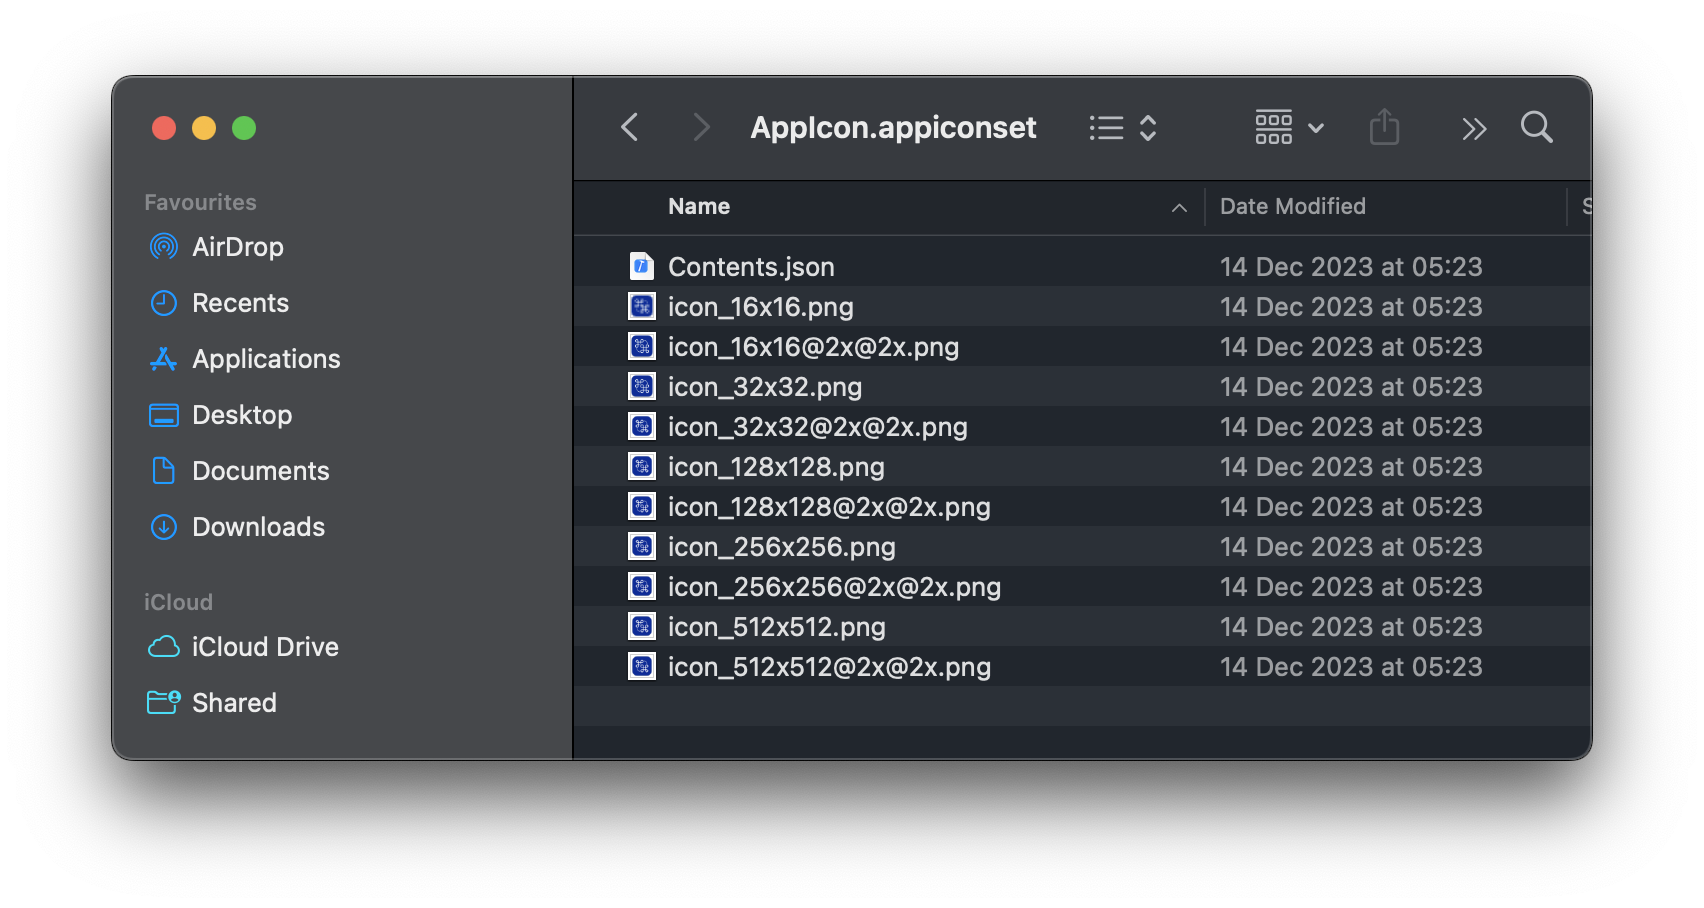 AppIcon.appiconset
Favourites
AirDrop
Recents
Applications
Desktop
Documents
Downloads
iCloud
iCloud Drive
Shared
Name Date Modified S
Contents.json 14 Dec 2023 at 05:23
icon_16x16.png 14 Dec 2023 at 05:23
icon_16x16@2x@2x.png 14 Dec 2023 at 05:23
icon_32x32.png 14 Dec 2023 at 05:23
icon_32x32@2x@2x.png 14 Dec 2023 at 05:23
icon_128x128.png 14 Dec 2023 at 05:23
icon_128x128@2x@2x.png 14 Dec 2023 at 05:23
icon_256x256.png 14 Dec 2023 at 05:23
icon_256x256@2x@2x.png 14 Dec 2023 at 05:23
icon_512x512.png 14 Dec 2023 at 05:23
icon_512x512@2x@2x.png 14 Dec 2023 at 05:23